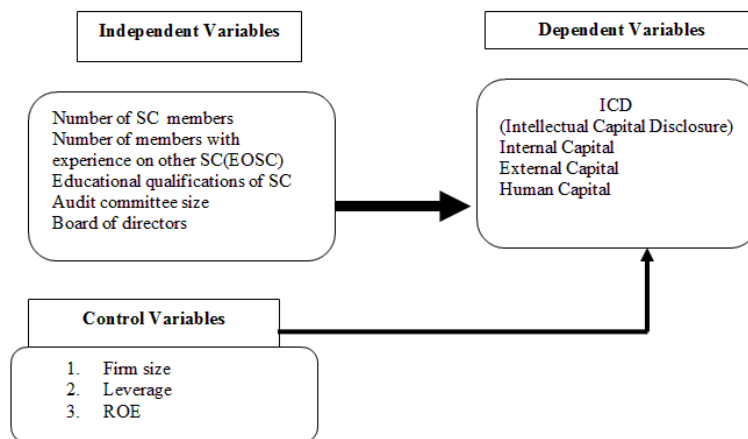 Independent Variables
Number of SC members
Number of members with
experience on other SC(EOSC)
Educational qualifications of SC
Audit committee size
Board of directors
Dependent Variables
ICD
(Intellectual Capital Disclosure)
Internal Capital
External Capital
Human Capital
Control Variables
1. Firm size
2. Leverage
3. ROE